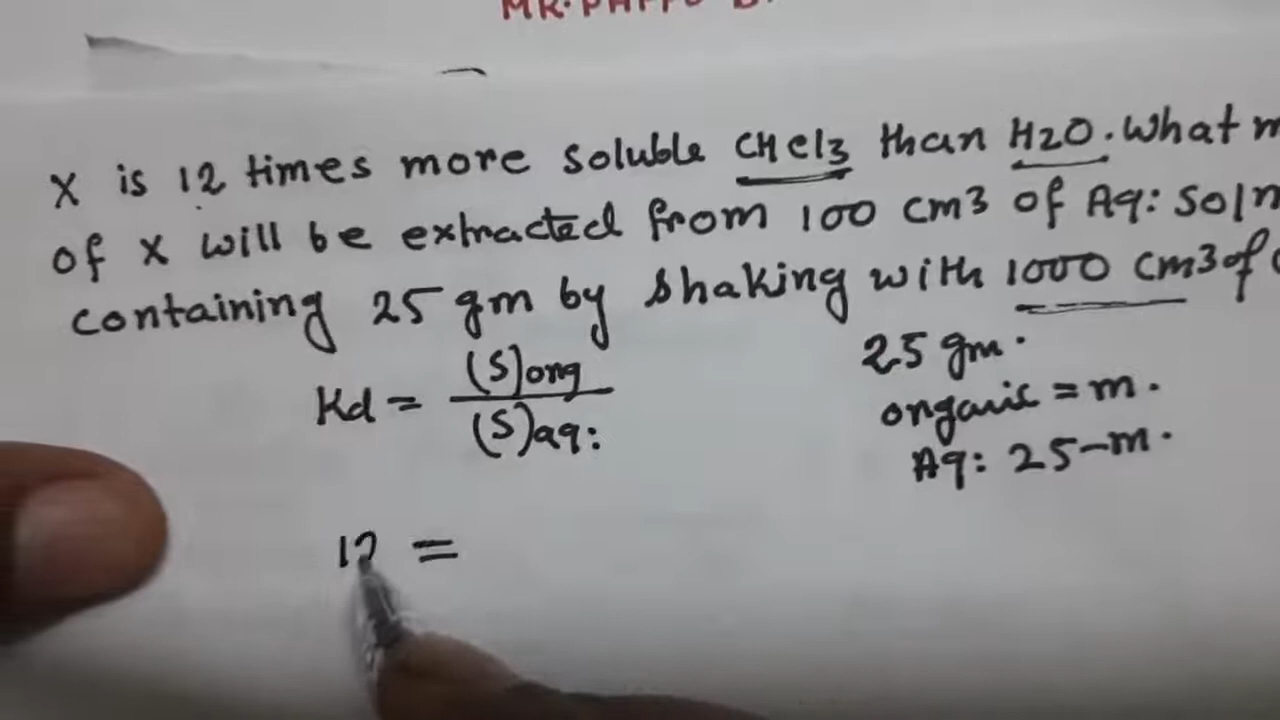 X is 12 times more soluble CHCl3 than H2O. What
of X will be extracted from 100 cm3 of Aq: Soln
containing 25 gm by shaking with 1000 cm3 of
Kd = (S)org / (S)aq:
25 gm.
organic = m.
Aq: 25-m.
12 =